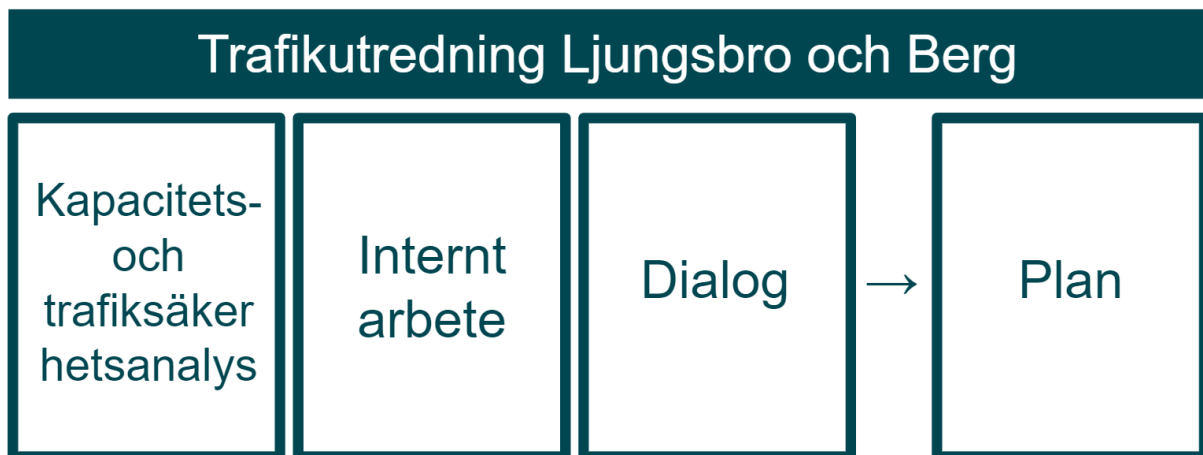 Trafikutredning Ljungsbro och Berg
Kapacitets-
och
trafiksäker
hetsanalys
Internt
arbete
Dialog
→
Plan